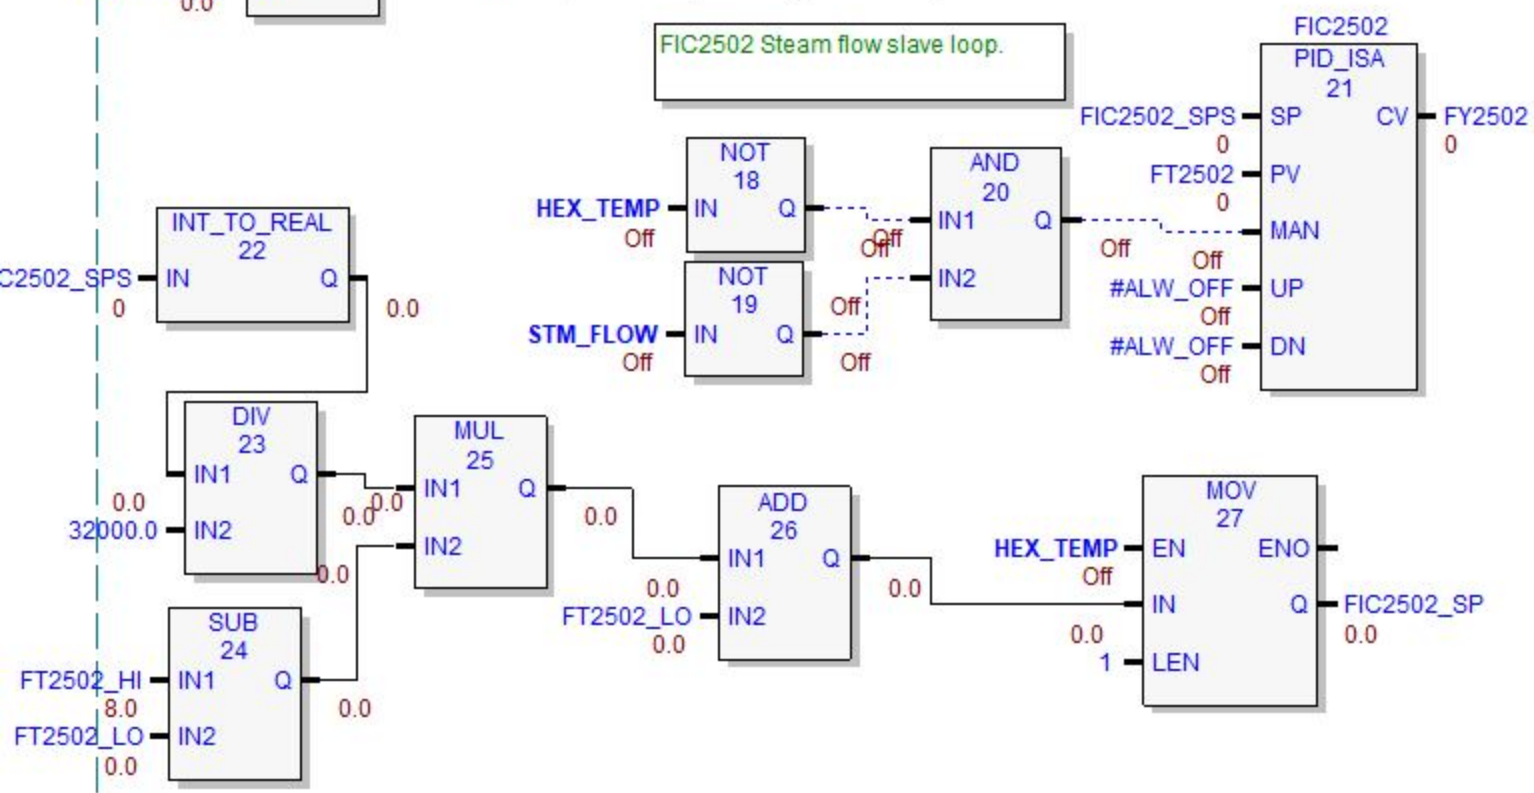 0.0
FIC2502 Steam flow slave loop.
FIC2502
PID_ISA
21
FIC2502_SPS
SP
CV
FY2502
0
0
FT2502
PV
0
MAN
Off
#ALW_OFF
UP
Off
#ALW_OFF
DN
Off
NOT
18
HEX_TEMP
IN
Q
Off
Off
NOT
19
STM_FLOW
IN
Q
Off
Off
AND
20
IN1
Q
Off
Off
IN2
Off
INT_TO_REAL
22
C2502_SPS
IN
Q
0
0.0
DIV
23
IN1
Q
0.0
0.0
32000.0
IN2
SUB
24
FT2502_HI
IN1
Q
8.0
0.0
FT2502_LO
IN2
0.0
MUL
25
IN1
Q
0.0
0.0
IN2
0.0
ADD
26
IN1
Q
0.0
0.0
FT2502_LO
IN2
0.0
MOV
27
HEX_TEMP
EN
ENO
Off
IN
Q
FIC2502_SP
0.0
0.0
1
LEN